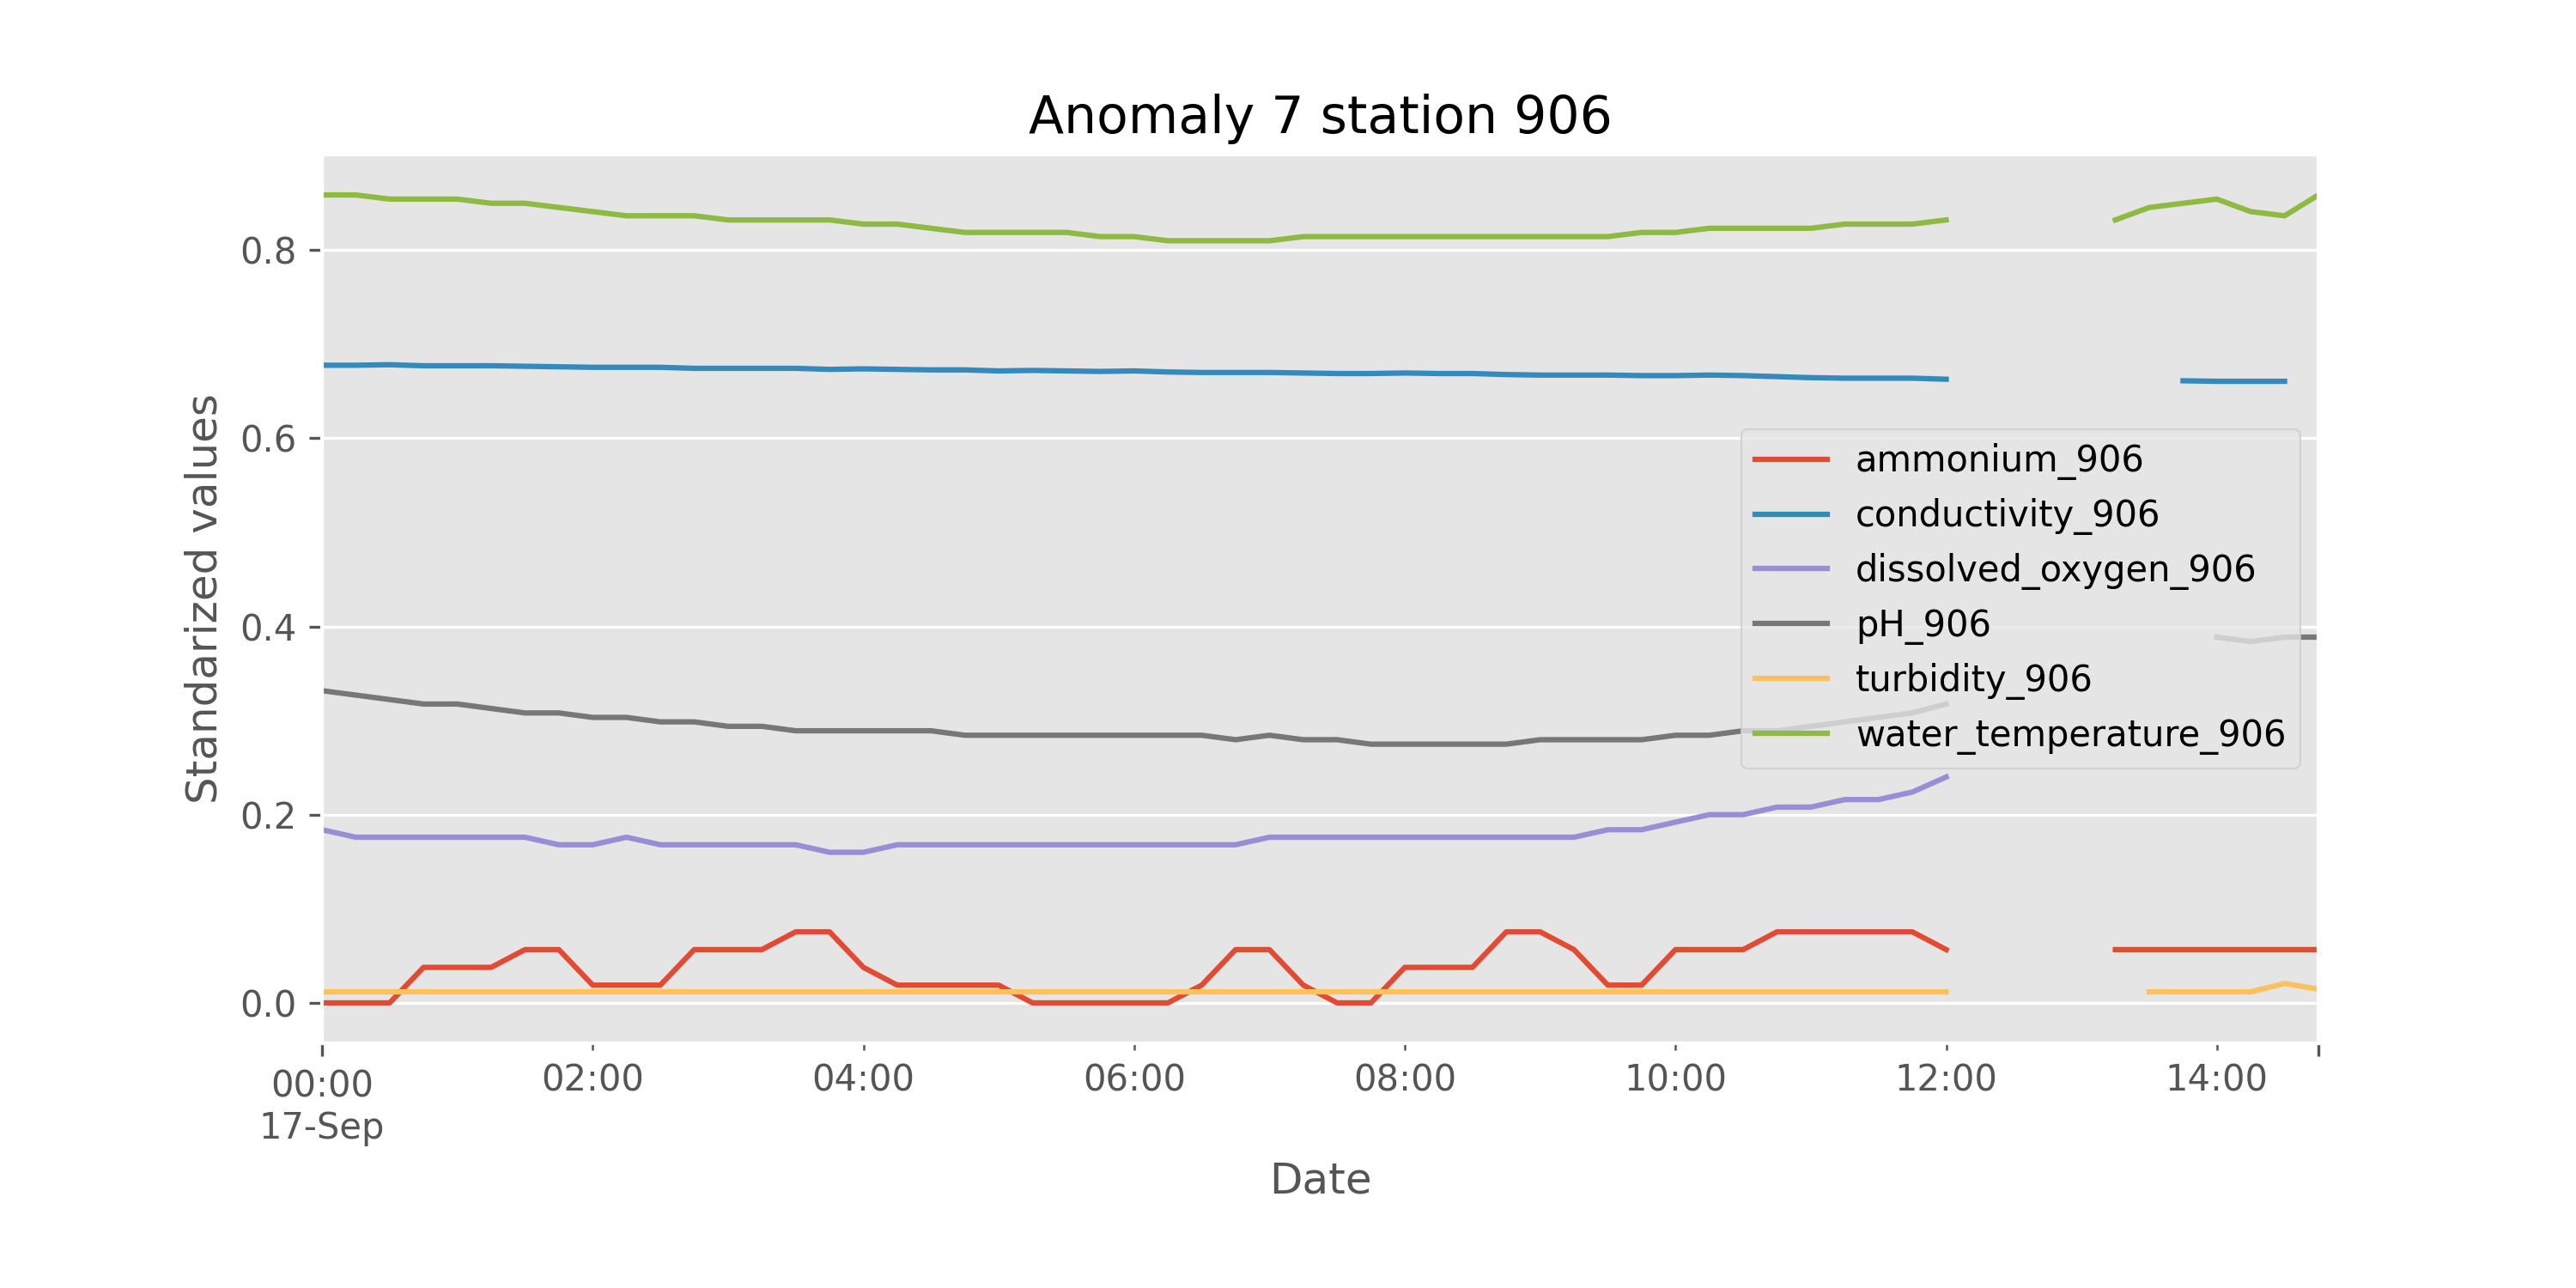 Anomaly 7 station 906
Standarized values
0.8
0.6
0.4
0.2
0.0
ammonium_906
conductivity_906
dissolved_oxygen_906
pH_906
turbidity_906
water_temperature_906
00:00 02:00 04:00 06:00 08:00 10:00 12:00 14:00
17-Sep
Date